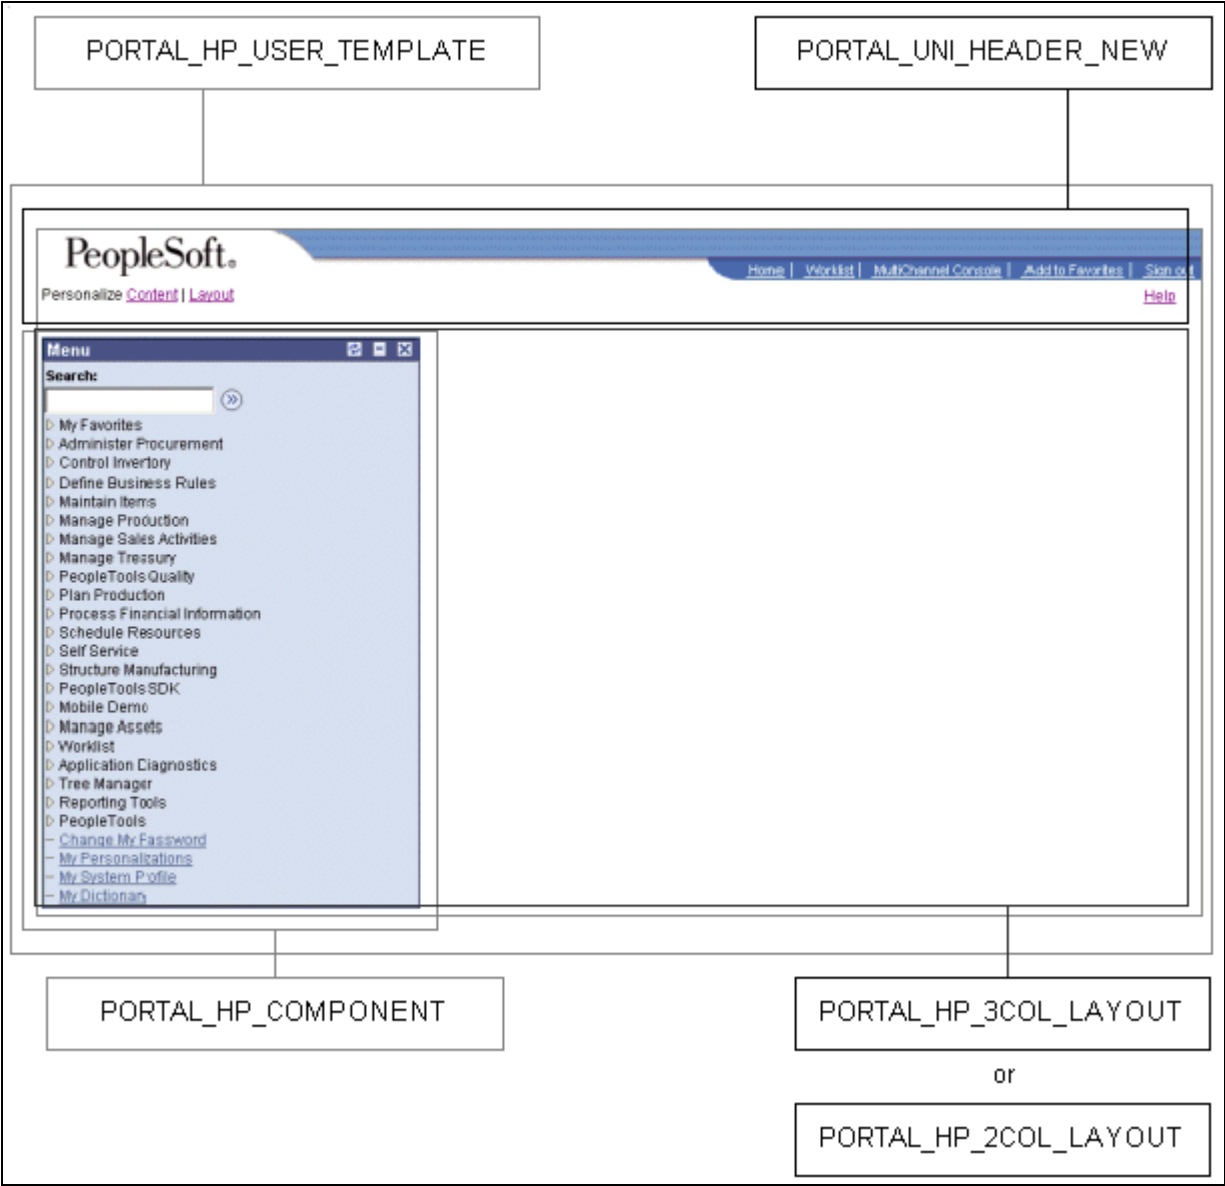 PORTAL_HP_USER_TEMPLATE
PORTAL_UNI_HEADER_NEW
PeopleSoft.
Home | Worklist | MultiChannel Console | Add to Favorites | Sign out
Personalize Content | Layout
Help
Menu
Search:
My Favorites
Administer Procurement
Control Inventory
Define Business Rules
Maintain Items
Manage Production
Manage Sales Activities
Manage Treasury
PeopleTools Quality
Plan Production
Process Financial Information
Schedule Resources
Self Service
Structure Manufacturing
PeopleTools SDK
Mobile Demo
Manage Assets
Worklist
Application Diagnostics
Tree Manager
Reporting Tools
PeopleTools
Change My Password
My Personalizations
My System Profile
My Dictionary
PORTAL_HP_COMPONENT
PORTAL_HP_3COL_LAYOUT
or
PORTAL_HP_2COL_LAYOUT